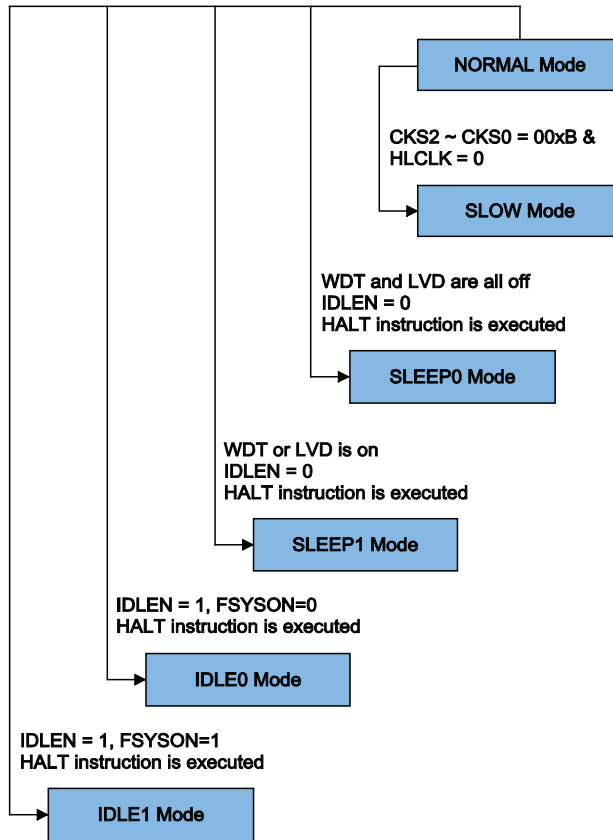 NORMAL Mode
CKS2 ~ CKS0 = 00xB &
HLCLK = 0
SLOW Mode
WDT and LVD are all off
IDLEN = 0
HALT instruction is executed
SLEEP0 Mode
WDT or LVD is on
IDLEN = 0
HALT instruction is executed
SLEEP1 Mode
IDLEN = 1, FSYSON=0
HALT instruction is executed
IDLE0 Mode
IDLEN = 1, FSYSON=1
HALT instruction is executed
IDLE1 Mode